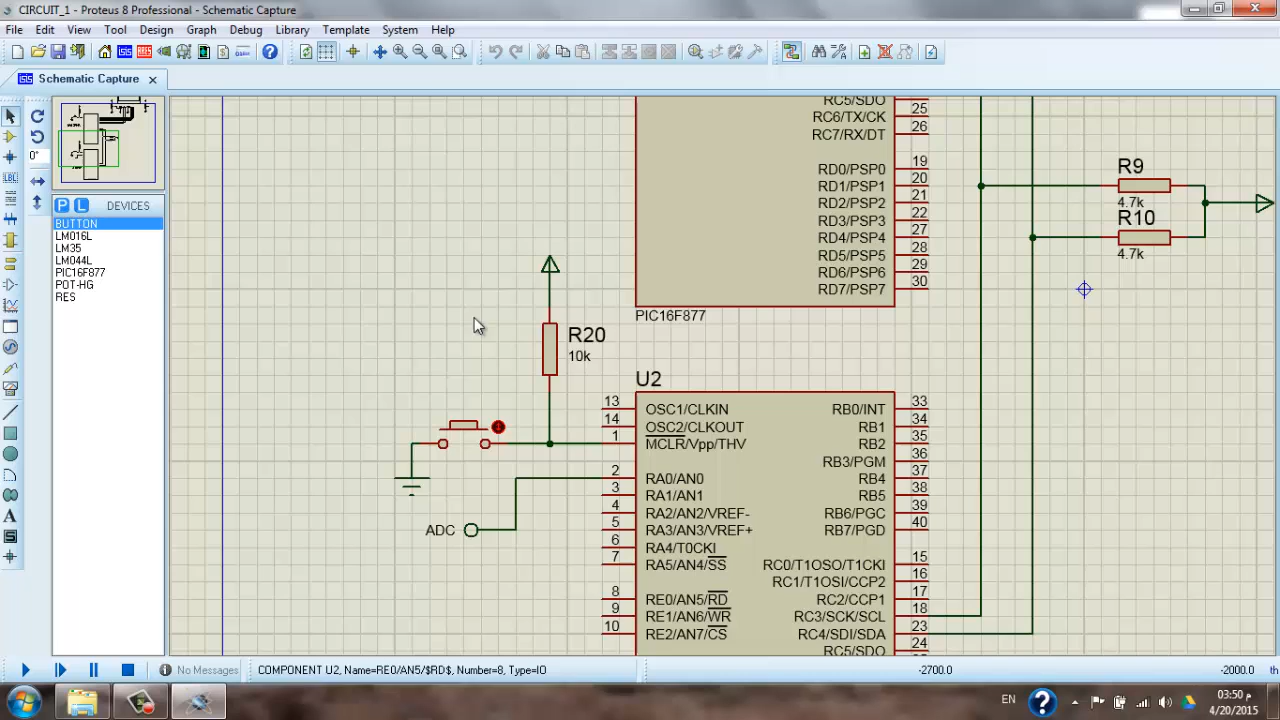 CIRCUIT_1 - Proteus 8 Professional - Schematic Capture
File Edit View Tool Design Graph Debug Library Template System Help
Schematic Capture
0°
P L DEVICES
BUTTON
LM016L
LM35
LM044L
PIC16F877
POT-HG
RES
RC5/SDO 25
RC6/TX/CK 26
RC7/RX/DT
RD0/PSP0 19
RD1/PSP1 20
RD2/PSP2 21
RD3/PSP3 22
RD4/PSP4 27
RD5/PSP5 28
RD6/PSP6 29
RD7/PSP7 30
PIC16F877
R9
4.7k
R10
4.7k
R20
10k
U2
13 OSC1/CLKIN RB0/INT 33
14 OSC2/CLKOUT RB1 34
1 MCLR/Vpp/THV RB2 35
RB3/PGM 36
2 RA0/AN0 RB4 37
3 RA1/AN1 RB5 38
4 RA2/AN2/VREF- RB6/PGC 39
5 RA3/AN3/VREF+ RB7/PGD 40
6 RA4/T0CKI
7 RA5/AN4/SS RC0/T1OSO/T1CKI 15
RC1/T1OSI/CCP2 16
8 RE0/AN5/RD RC2/CCP1 17
9 RE1/AN6/WR RC3/SCK/SCL 18
10 RE2/AN7/CS RC4/SDI/SDA 23
RC5/SDO 24
ADC
No Messages COMPONENT U2, Name=RE0/AN5/$RD$, Number=8, Type=IO -2700.0 -2000.0 th
EN
03:50 م
4/20/2015